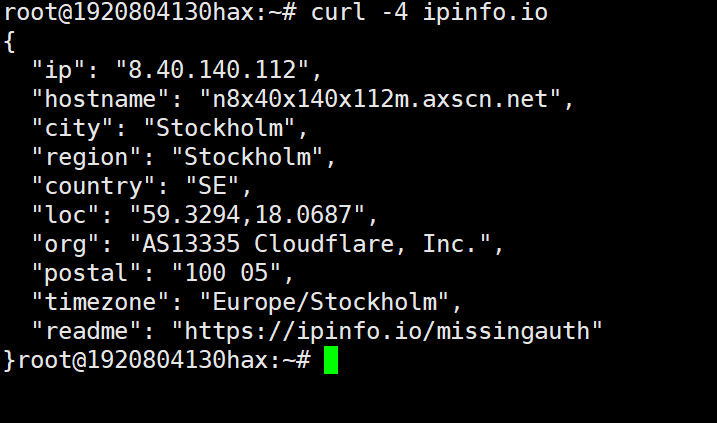 root@1920804130hax:~# curl -4 ipinfo.io
{
  "ip": "8.40.140.112",
  "hostname": "n8x40x140x112m.axscn.net",
  "city": "Stockholm",
  "region": "Stockholm",
  "country": "SE",
  "loc": "59.3294,18.0687",
  "org": "AS13335 Cloudflare, Inc.",
  "postal": "100 05",
  "timezone": "Europe/Stockholm",
  "readme": "https://ipinfo.io/missingauth"
}root@1920804130hax:~#